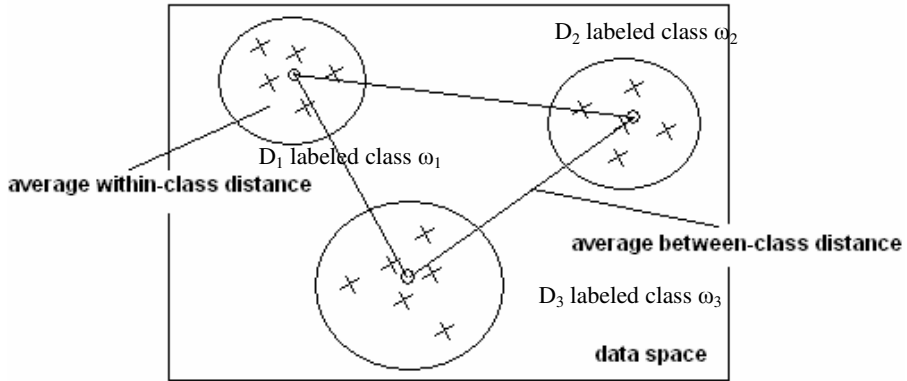 D₂ labeled class ω₂
D₁ labeled class ω₁
average within-class distance
average between-class distance
D₃ labeled class ω₃
data space